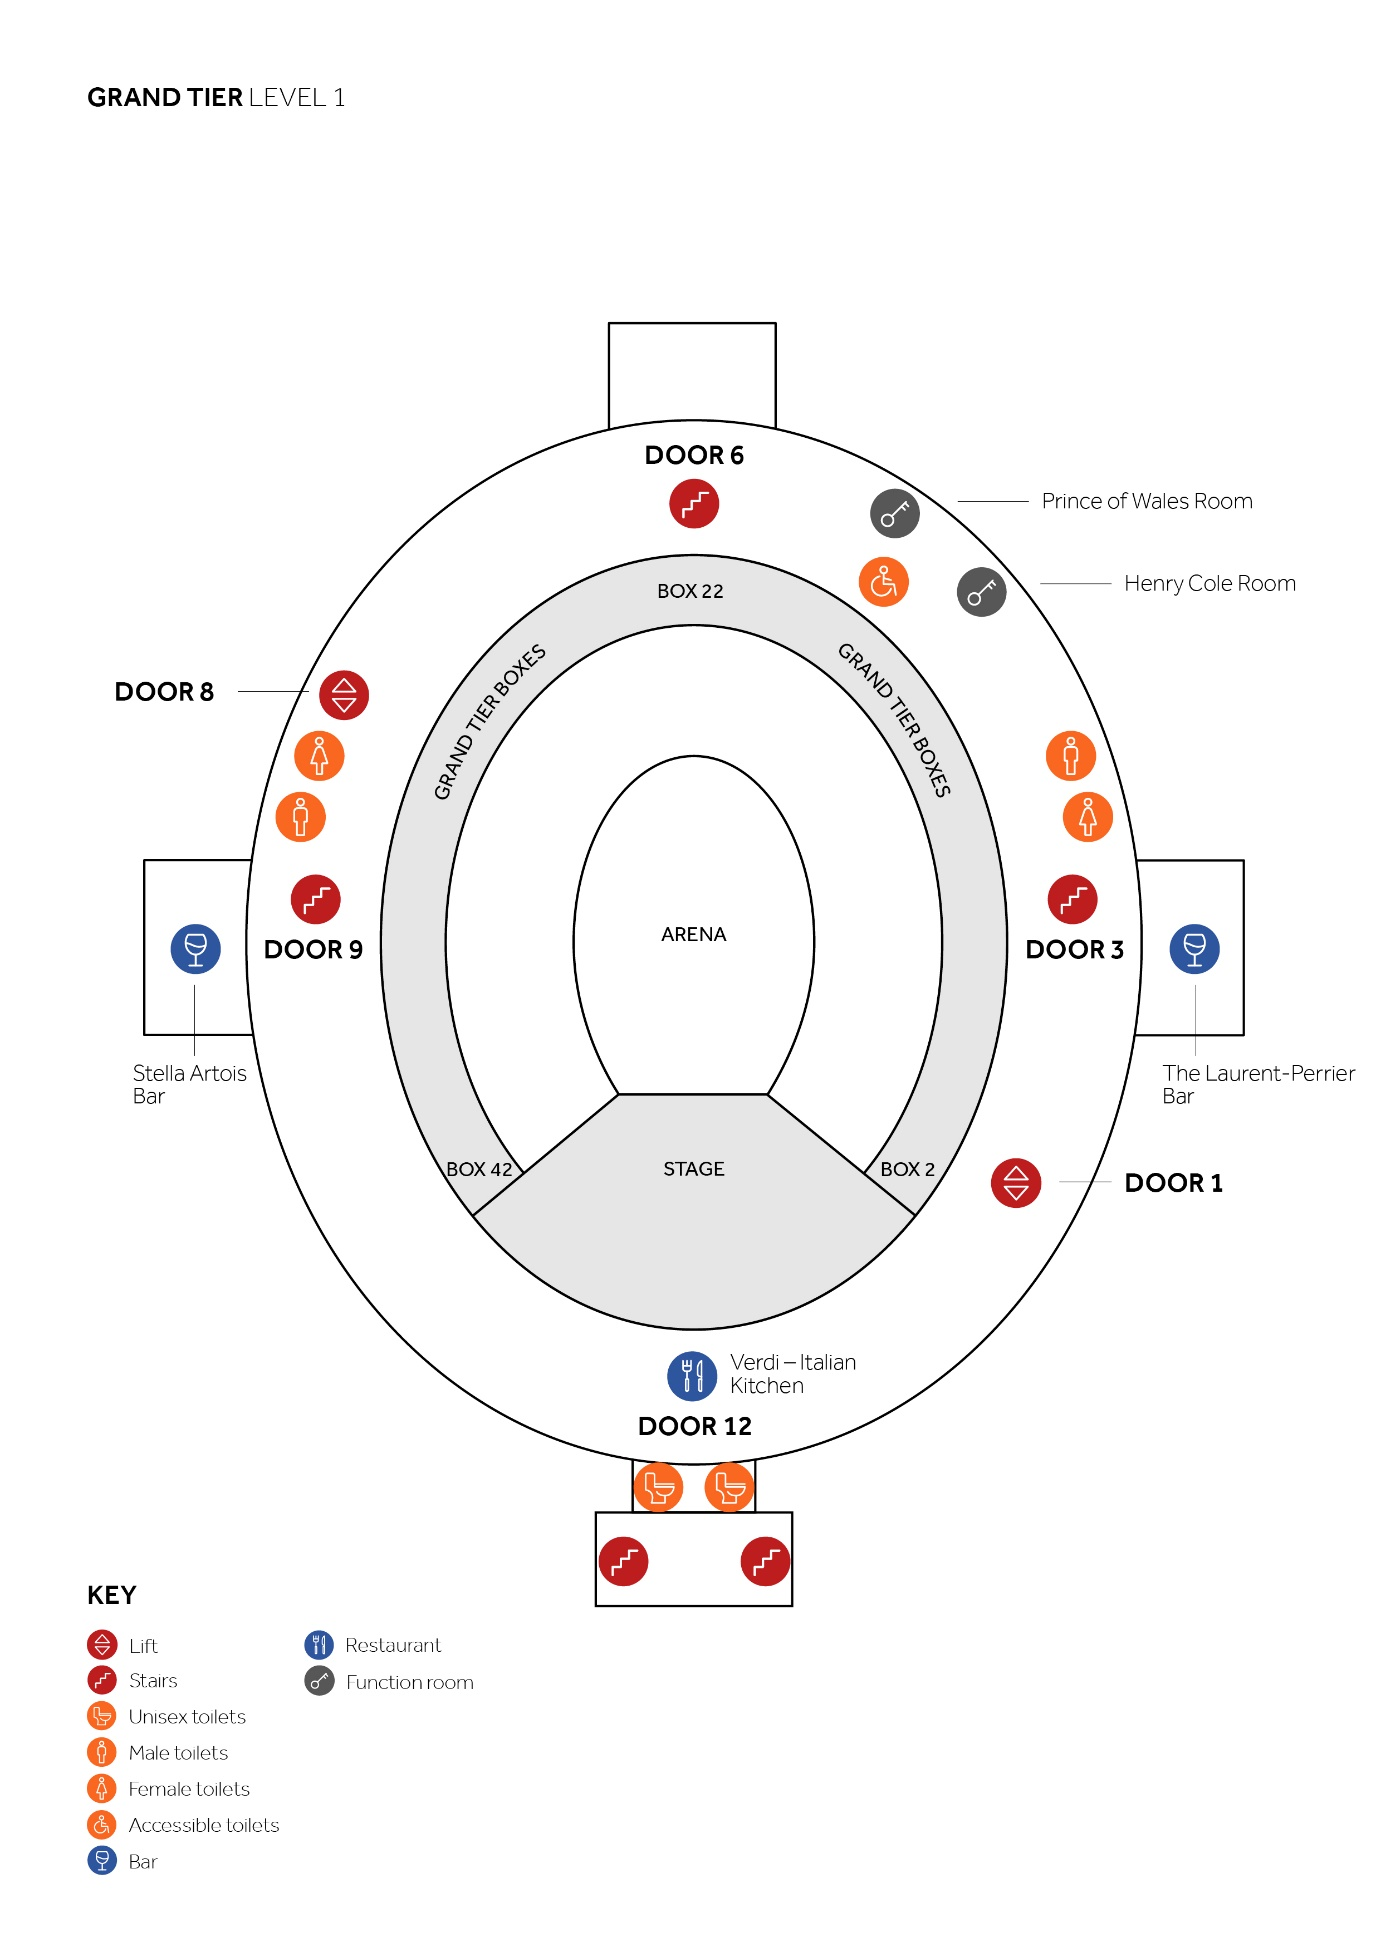 GRAND TIER LEVEL 1
DOOR 6
Prince of Wales Room
Henry Cole Room
BOX 22
GRAND TIER BOXES
GRAND TIER BOXES
DOOR 8
ARENA
DOOR 9
DOOR 3
Stella Artois
Bar
The Laurent-Perrier
Bar
BOX 42
STAGE
BOX 2
DOOR 1
Verdi – Italian
Kitchen
DOOR 12
KEY
Lift
Stairs
Unisex toilets
Male toilets
Female toilets
Accessible toilets
Bar
Restaurant
Function room